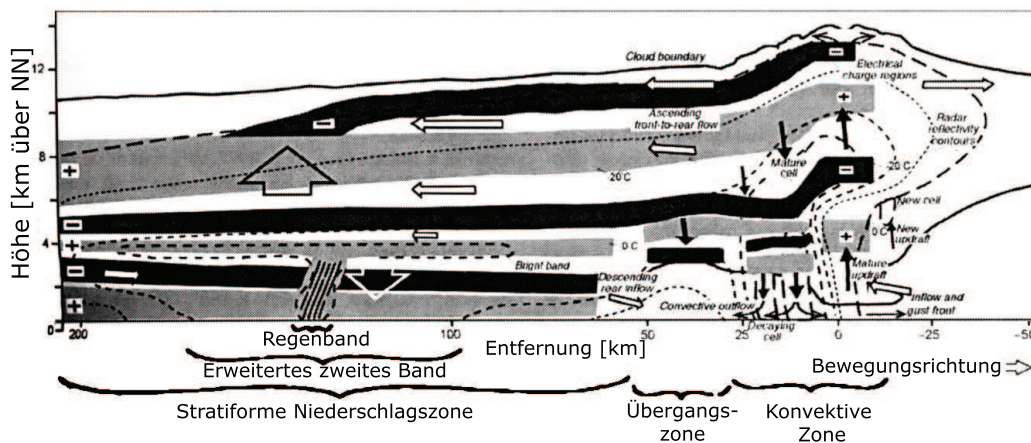 Höhe [km über NN]
12
8
4
0
Cloud boundary
Electrical
charge regions
Ascending
front-to-rear flow
Radar
reflectivity
contours
-20 C
Mature
cell
-20 C
New cell
0 C
New
updraft
0 C
Bright band
Descending
rear inflow
Mature
updraft
Convective outflow
Inflow and
gust front
Decaying
cell
+
+
+
+
+
-
-
-
-
-
200
100
50
25
0
-25
-50
Regenband
Entfernung [km]
Erweitertes zweites Band
Bewegungsrichtung
Stratiforme Niederschlagszone
Übergangs-
zone
Konvektive
Zone